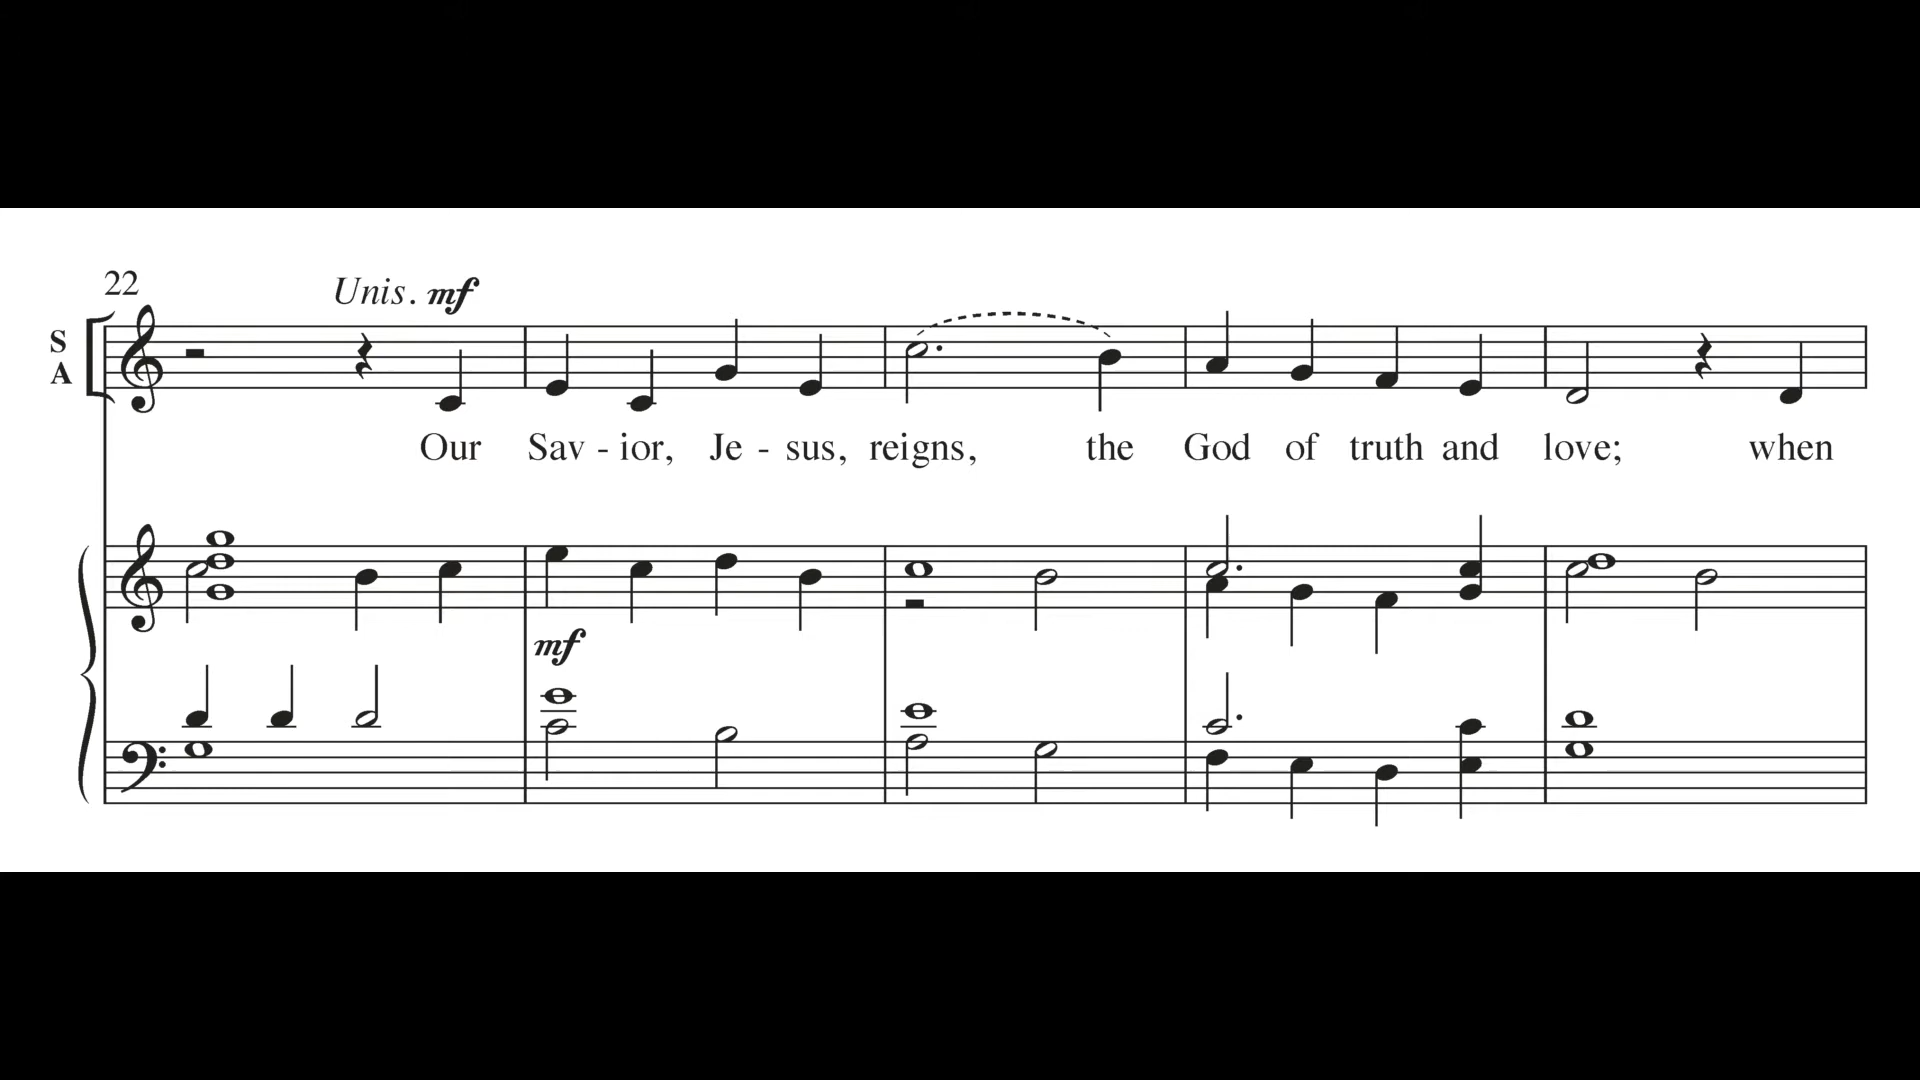 22 Unis. mf
S
A
Our Sav - ior, Je - sus, reigns, the God of truth and love; when
mf